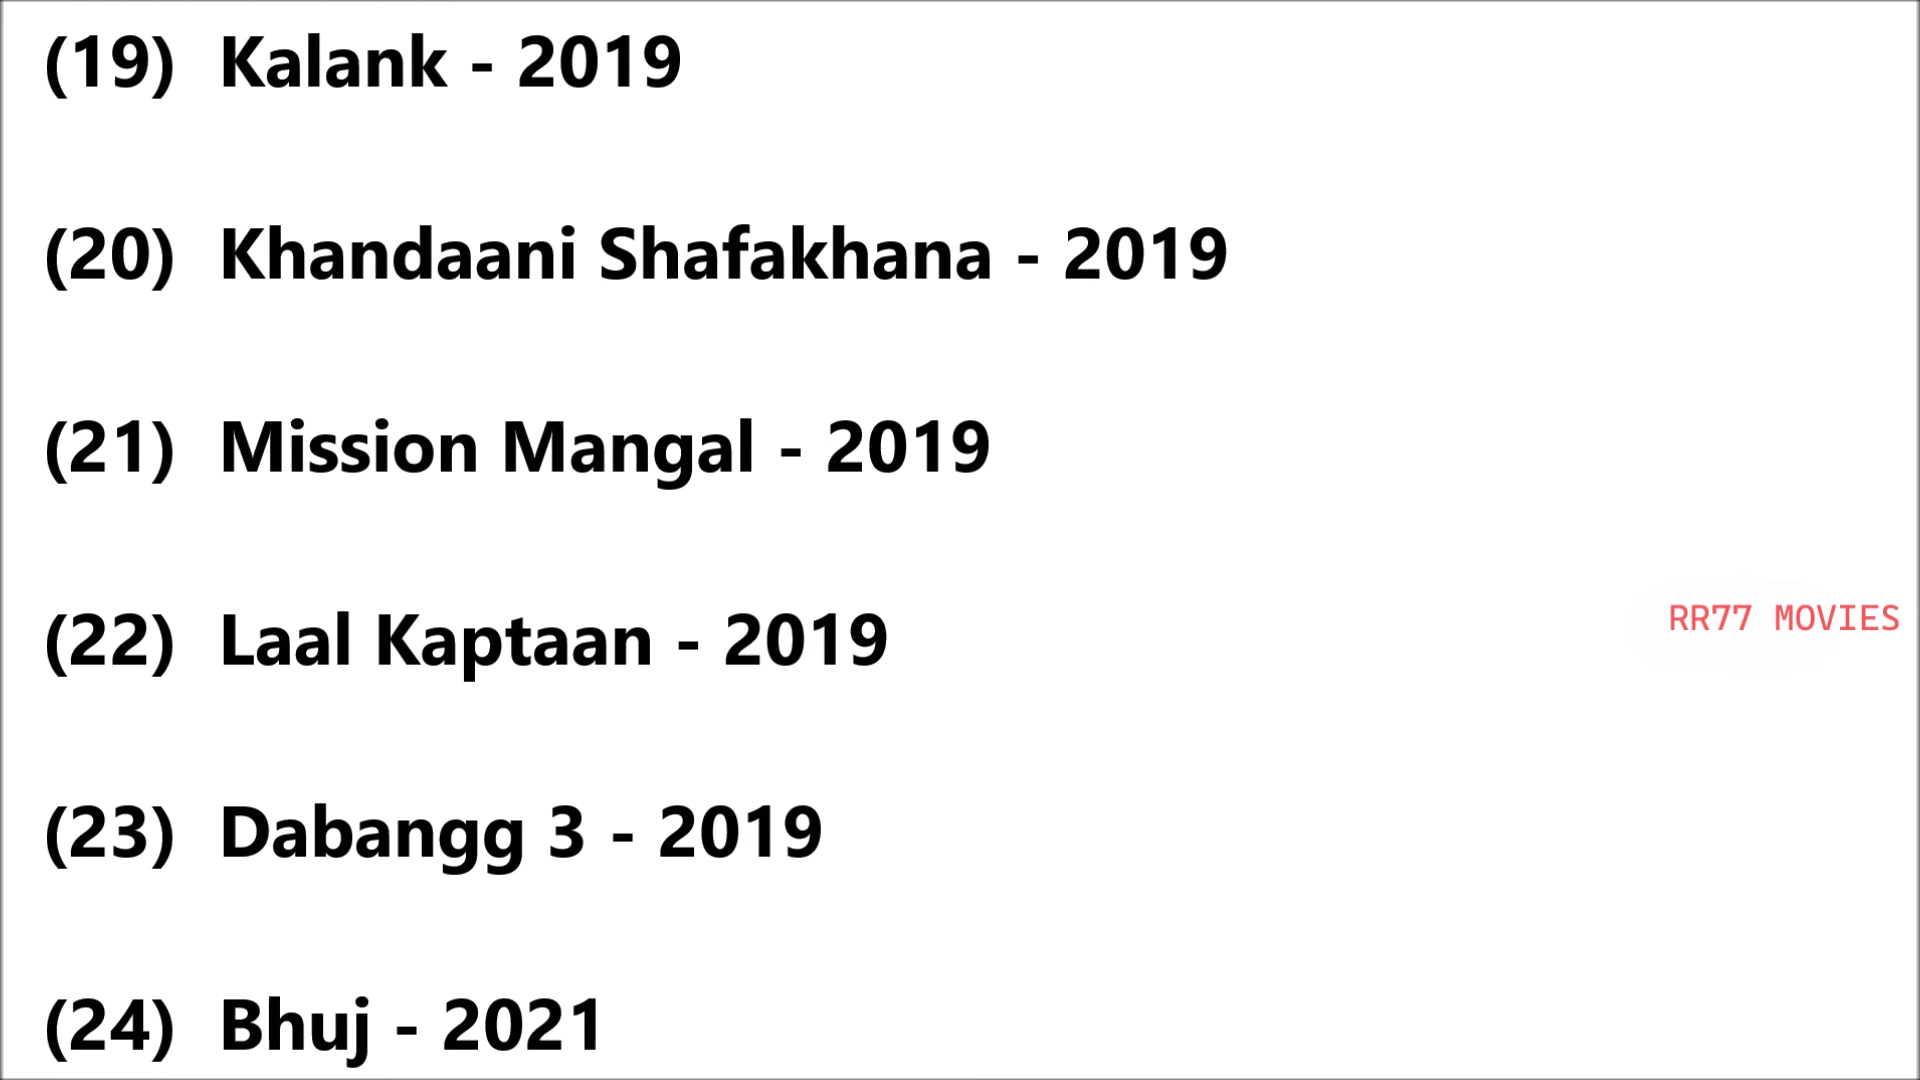 (19) Kalank - 2019
(20) Khandaani Shafakhana - 2019
(21) Mission Mangal - 2019
(22) Laal Kaptaan - 2019
RR77 MOVIES
(23) Dabangg 3 - 2019
(24) Bhuj - 2021